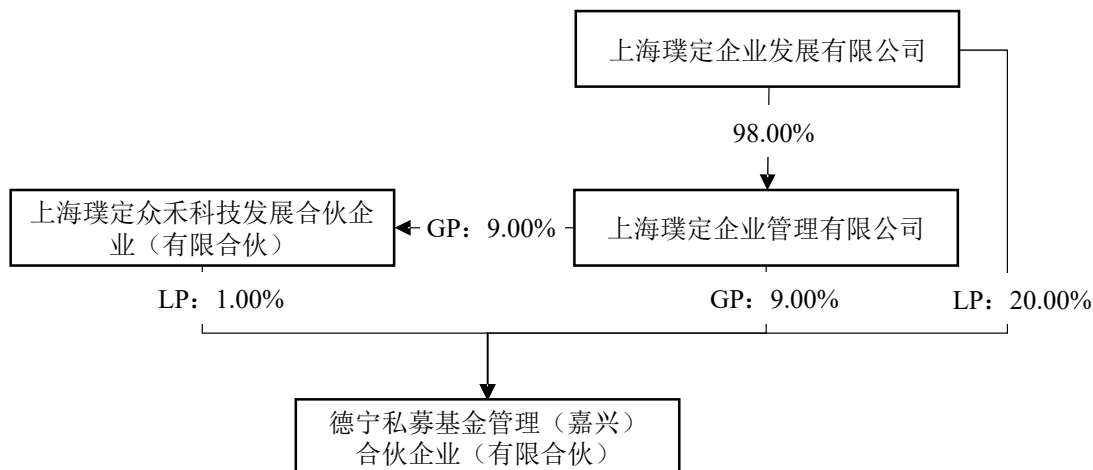 上海璞定企业发展有限公司
98.00%
上海璞定众禾科技发展合伙企
业（有限合伙）
GP：9.00%
上海璞定企业管理有限公司
LP：1.00%
GP：9.00%
LP：20.00%
德宁私募基金管理（嘉兴）
合伙企业（有限合伙）